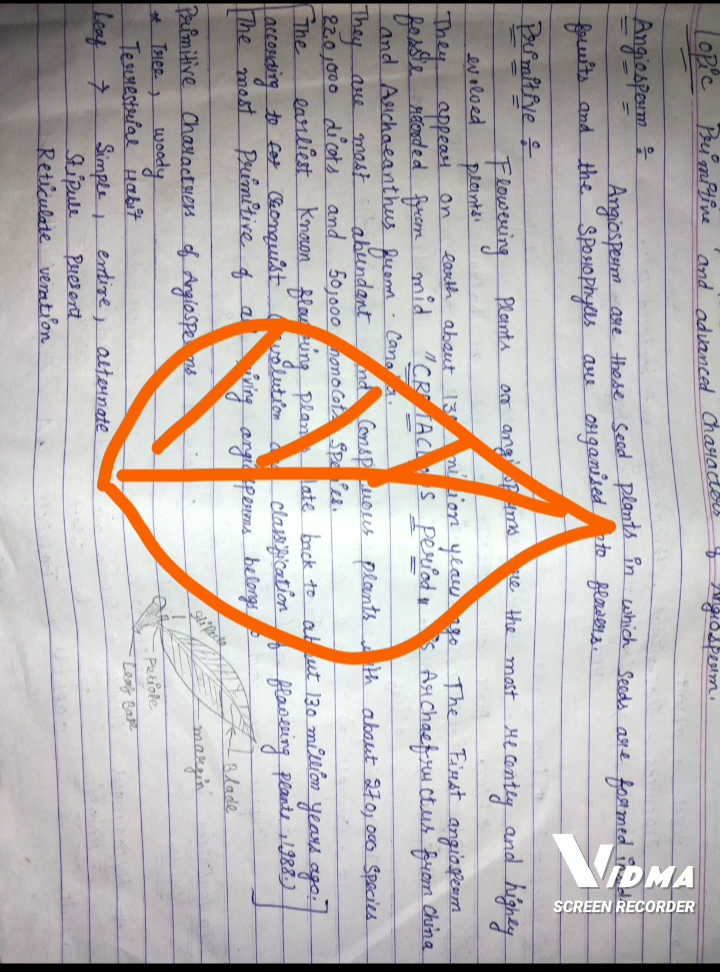 Topic Primitive and advanced Characters of Angiosperm.
Angiosperm :
Angiosperm are those Seed Plants in which seeds are formed
fruits and the Sporophylls are organised into flowers.
Primitive :
Flowering Plants or angiosperms are the most recently and highly
evolved plants.
They appear on earth about million years ago The First angiosperm
fossil recorded from mid "CRETACEOUS PERIOD" is Archaefructus from China
and Archaeanthus from Canada.
They are most abundant and Conspicuous plants with about 270,000 species
220,000 dicots and 50,000 monocots species.
[The earliest Known flowering plants date back to about 130 million years ago.
according to Cronquist evolution classification of flowering plants, 1988.)
[The most Primitive of all living angiosperms belong to
Primitive Characters of Angiosperms
* Tree, woody
Terrestrial Habit
Leaf → Simple, entire, alternate
Stipule Present
Reticulate venation
Stipule
Petiole
Leaf Base
Blade
margin
VIDMA
SCREEN RECORDER